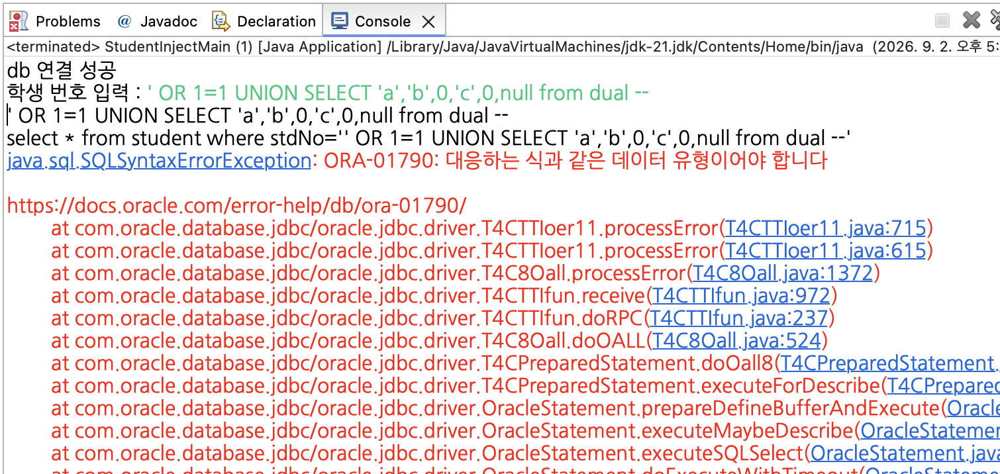 Problems @ Javadoc Declaration Console
<terminated> StudentInjectMain (1) [Java Application] /Library/Java/JavaVirtualMachines/jdk-21.jdk/Contents/Home/bin/java (2026. 9. 2. 오후 5:
db 연결 성공
학생 번호 입력 : ' OR 1=1 UNION SELECT 'a','b',0,'c',0,null from dual --
' OR 1=1 UNION SELECT 'a','b',0,'c',0,null from dual --
select * from student where stdNo='' OR 1=1 UNION SELECT 'a','b',0,'c',0,null from dual --'
java.sql.SQLSyntaxErrorException: ORA-01790: 대응하는 식과 같은 데이터 유형이어야 합니다
https://docs.oracle.com/error-help/db/ora-01790/
at com.oracle.database.jdbc/oracle.jdbc.driver.T4CTTIoer11.processError(T4CTTIoer11.java:715)
at com.oracle.database.jdbc/oracle.jdbc.driver.T4CTTIoer11.processError(T4CTTIoer11.java:615)
at com.oracle.database.jdbc/oracle.jdbc.driver.T4C8Oall.processError(T4C8Oall.java:1372)
at com.oracle.database.jdbc/oracle.jdbc.driver.T4CTTIfun.receive(T4CTTIfun.java:972)
at com.oracle.database.jdbc/oracle.jdbc.driver.T4CTTIfun.doRPC(T4CTTIfun.java:237)
at com.oracle.database.jdbc/oracle.jdbc.driver.T4C8Oall.doOALL(T4C8Oall.java:524)
at com.oracle.database.jdbc/oracle.jdbc.driver.T4CPreparedStatement.doOall8(T4CPreparedStatement.
at com.oracle.database.jdbc/oracle.jdbc.driver.T4CPreparedStatement.executeForDescribe(T4CPrepared
at com.oracle.database.jdbc/oracle.jdbc.driver.OracleStatement.prepareDefineBufferAndExecute(Oracle
at com.oracle.database.jdbc/oracle.jdbc.driver.OracleStatement.executeMaybeDescribe(OracleStatemen
at com.oracle.database.jdbc/oracle.jdbc.driver.OracleStatement.executeSQLSelect(OracleStatement.java
at com.oracle.database.jdbc/oracle.jdbc.driver.OracleStatement.doExecuteWithTimeout(OracleStateme